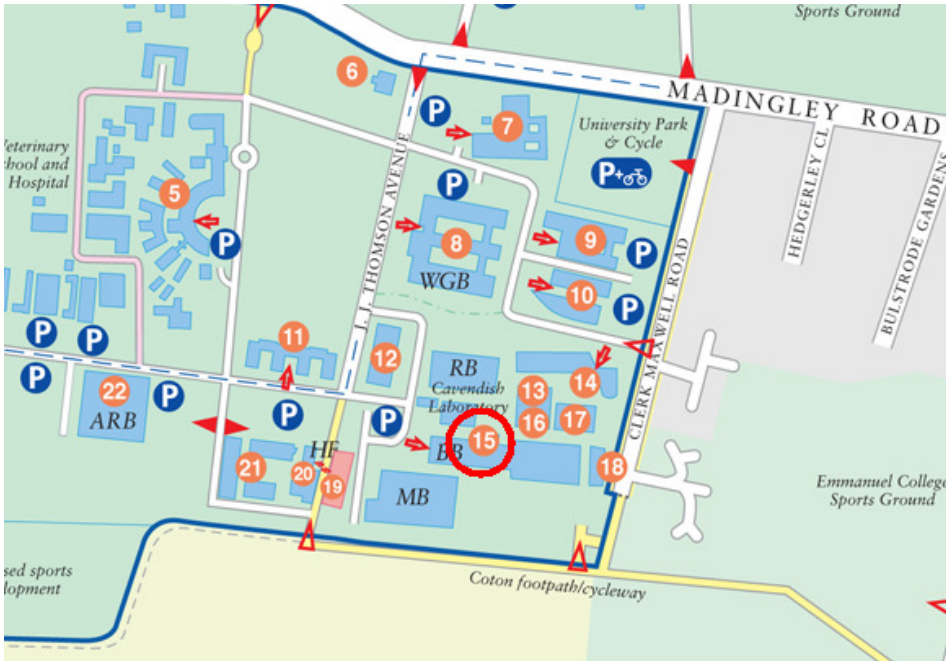 Sports Ground
P
6
MADINGLEY ROAD
P
7
University Park
& Cycle
P+
Veterinary
School and
Hospital
5
P
J. J. THOMSON AVENUE
P
8
WGB
9
P
10
P
HEDGERLEY CL
BULSTRODE GARDENS
CLERK MAXWELL ROAD
P
P
P
11
12
RB
Cavendish
Laboratory
13
14
22
ARB
P
P
P
16
17
15
BB
HF
21
20
19
18
MB
Emmanuel College
Sports Ground
sed sports
lopment
Coton footpath/cycleway